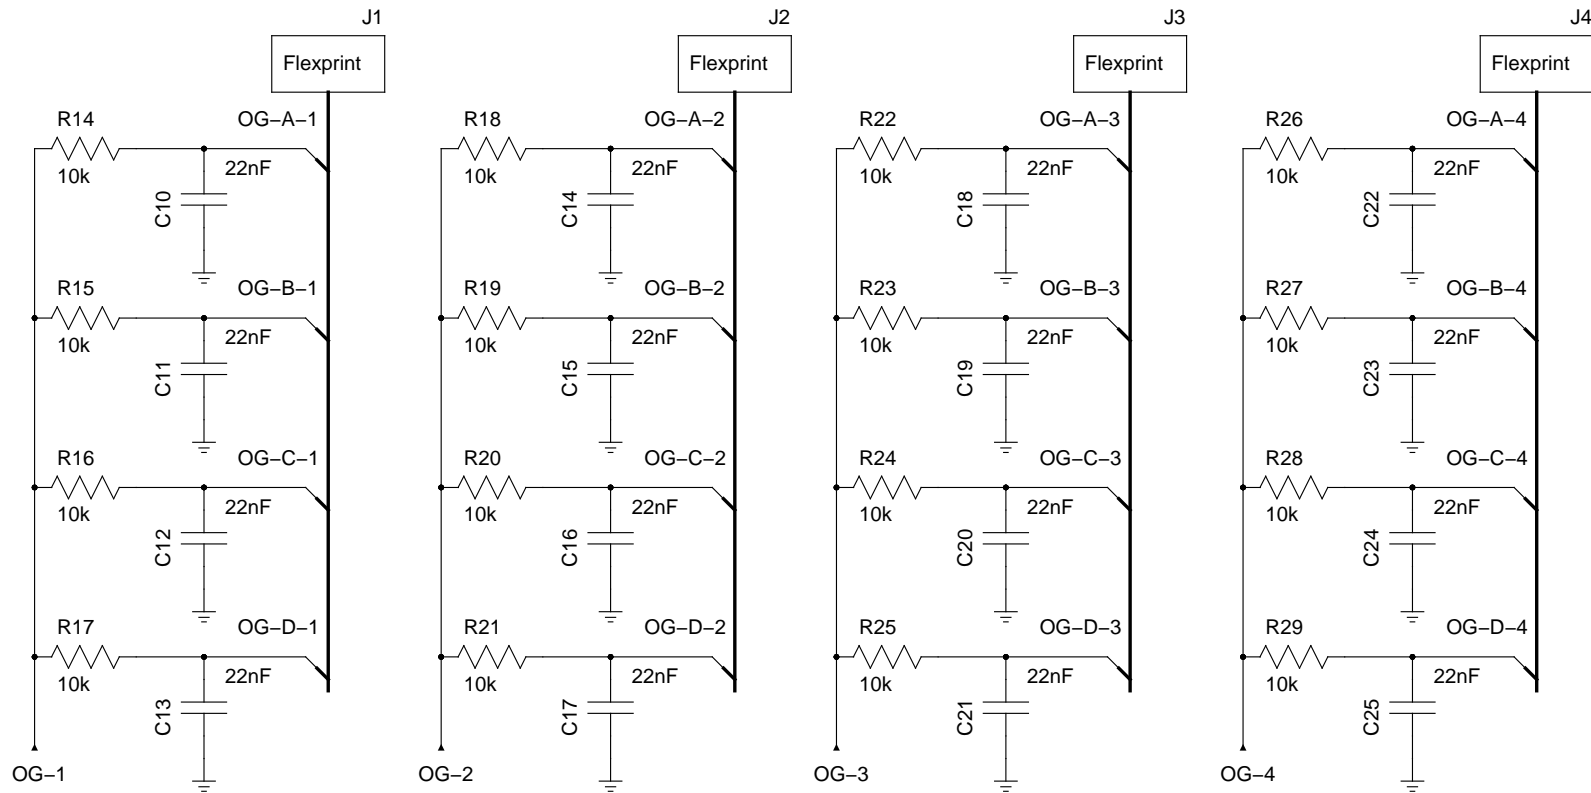 J1 J2 J3 J4
Flexprint Flexprint Flexprint Flexprint
R14 OG–A–1 R18 OG–A–2 R22 OG–A–3 R26 OG–A–4
10k 22nF 10k 22nF 10k 22nF 10k 22nF
C10 C14 C18 C22
R15 OG–B–1 R19 OG–B–2 R23 OG–B–3 R27 OG–B–4
10k 22nF 10k 22nF 10k 22nF 10k 22nF
C11 C15 C19 C23
R16 OG–C–1 R20 OG–C–2 R24 OG–C–3 R28 OG–C–4
10k 22nF 10k 22nF 10k 22nF 10k 22nF
C12 C16 C20 C24
R17 OG–D–1 R21 OG–D–2 R25 OG–D–3 R29 OG–D–4
10k 22nF 10k 22nF 10k 22nF 10k 22nF
C13 C17 C21 C25
OG–1 OG–2 OG–3 OG–4